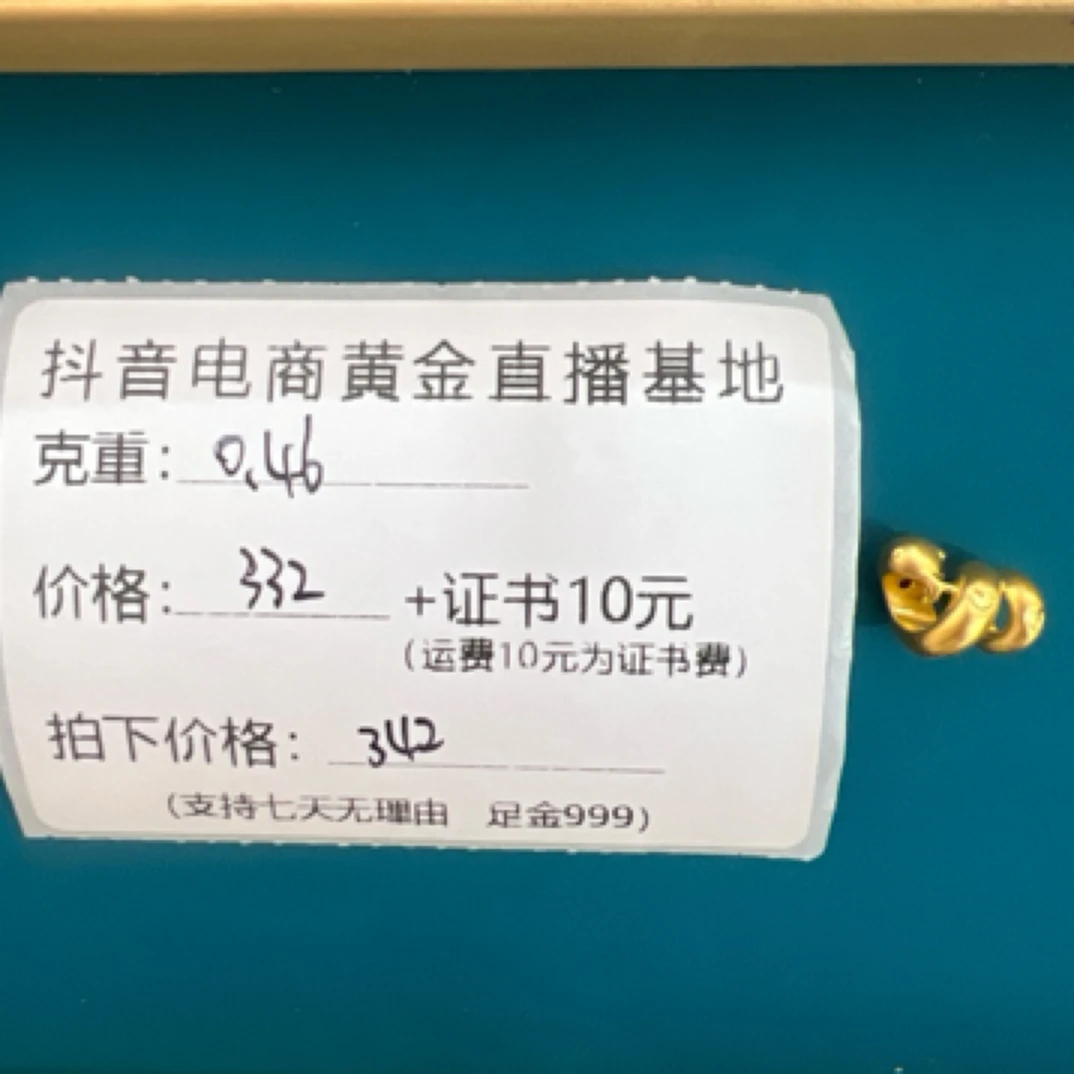 抖音电商黄金直播基地
克重：0.46
价格：332 +证书10元
（运费10元为证书费）
拍下价格：342
（支持七天无理由 足金999）